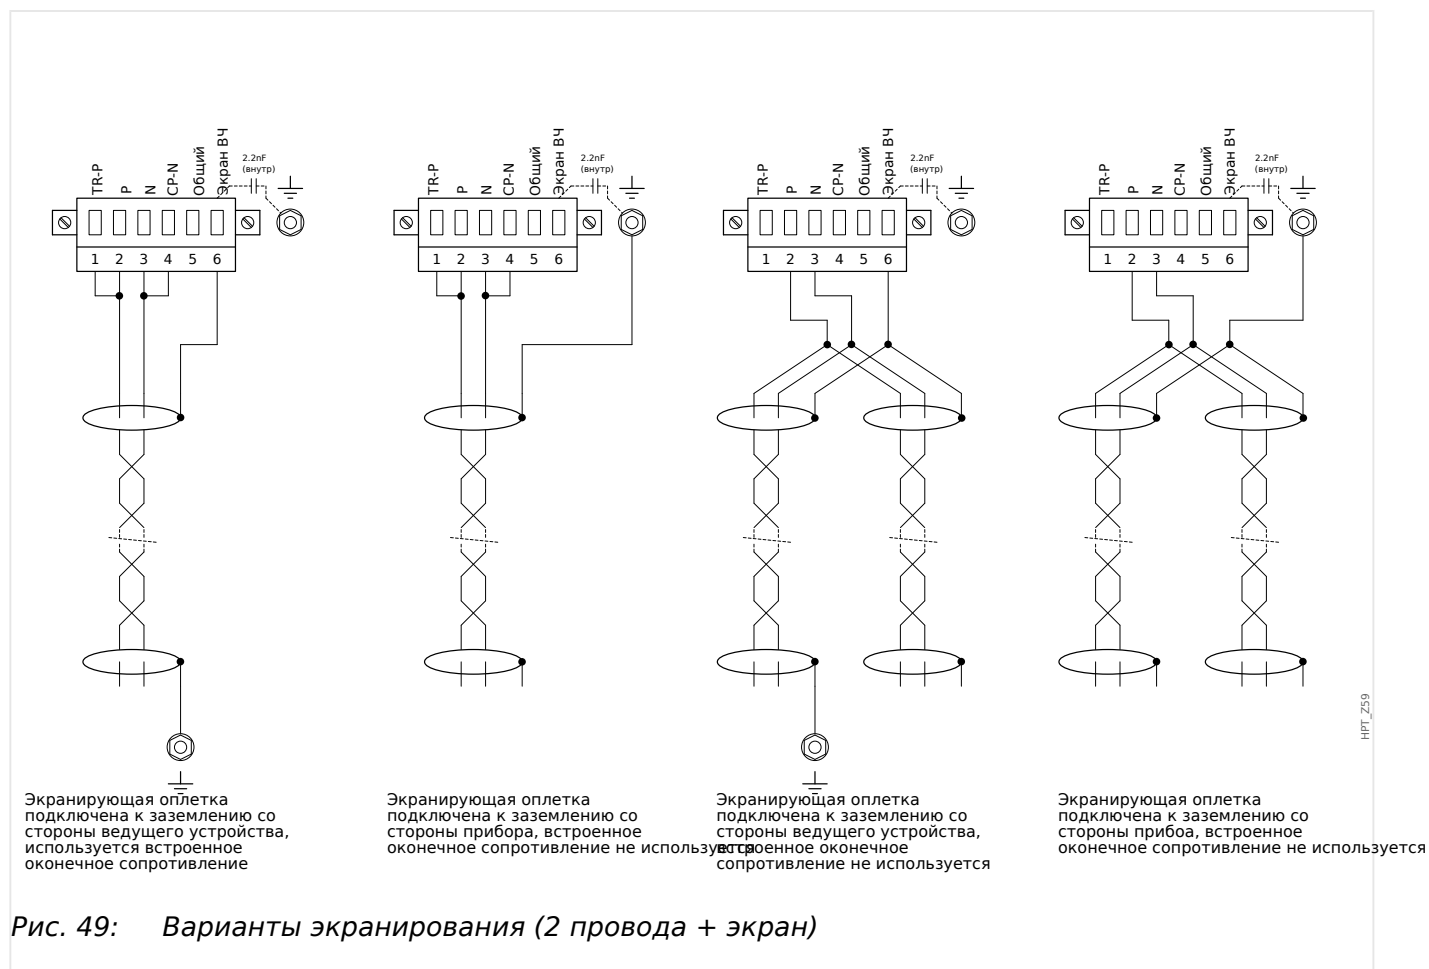 TR-P
P
N
CP-N
Общий
Экран ВЧ
2.2nF
(внутр)
1 2 3 4 5 6
TR-P
P
N
CP-N
Общий
Экран ВЧ
2.2nF
(внутр)
1 2 3 4 5 6
TR-P
P
N
CP-N
Общий
Экран ВЧ
2.2nF
(внутр)
1 2 3 4 5 6
TR-P
P
N
CP-N
Общий
Экран ВЧ
2.2nF
(внутр)
1 2 3 4 5 6
HPT_Z59
Экранирующая оплетка
подключена к заземлению со
стороны ведущего устройства,
используется встроенное
оконечное сопротивление
Экранирующая оплетка
подключена к заземлению со
стороны прибора, встроенное
оконечное сопротивление не используется
Экранирующая оплетка
подключена к заземлению со
стороны ведущего устройства,
встроенное оконечное
сопротивление не используется
Экранирующая оплетка
подключена к заземлению со
стороны прибоа, встроенное
оконечное сопротивление не используется
Рис. 49: Варианты экранирования (2 провода + экран)